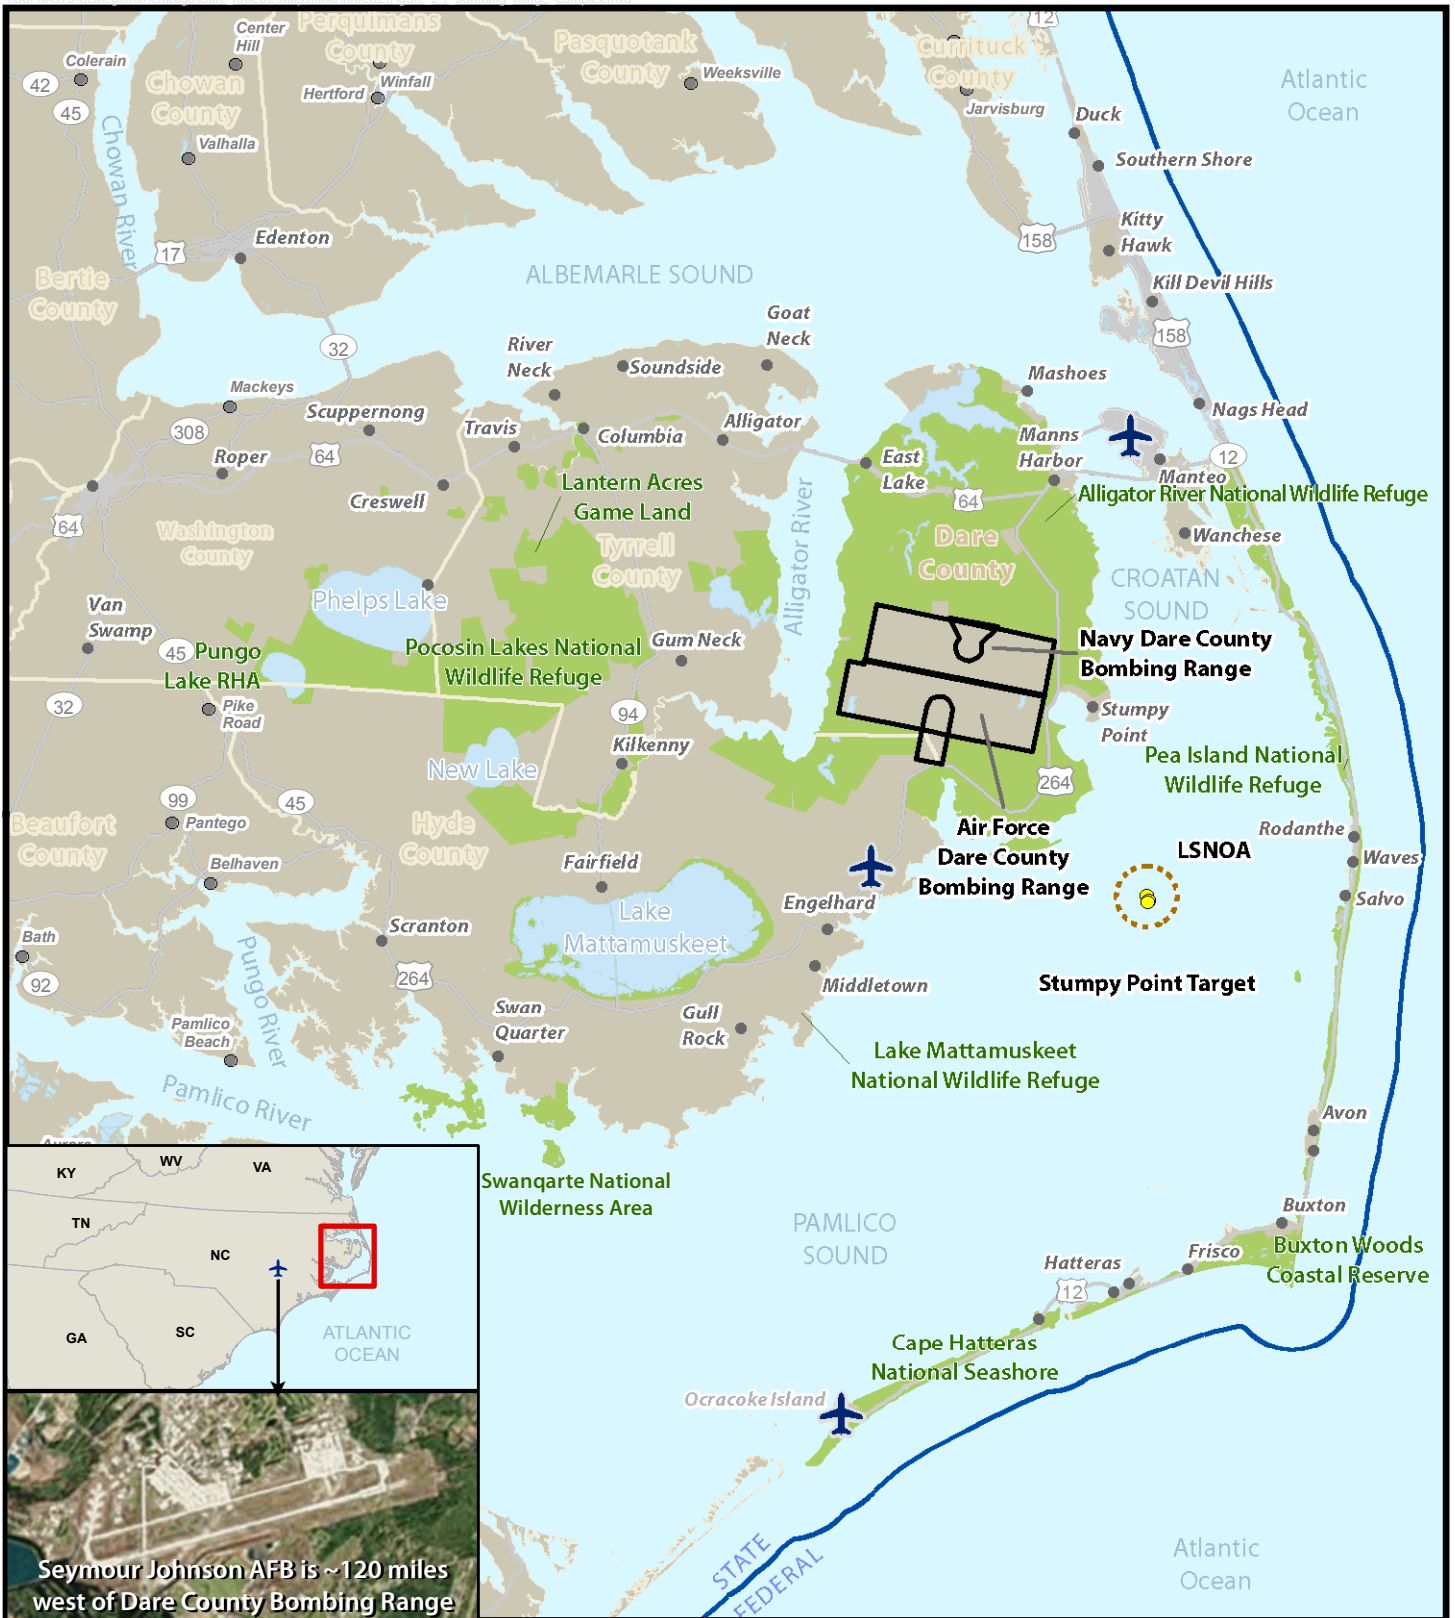 12
Center
Hill
Perquimans
County
Pasquotank
County
Currituck
County
Atlantic
Ocean
Colerain
42
45
Chowan
County
Winfall
Hertford
Weeksville
Jarvisburg
Duck
Chowan River
Valhalla
Southern Shore
Kitty
Hawk
158
17
Edenton
Bertie
County
ALBEMARLE SOUND
Kill Devil Hills
158
32
River
Neck
Soundside
Goat
Neck
Mashoes
Mackeys
Scuppernong
308
Travis
Columbia
Alligator
Nags Head
Manns
Harbor
12
Roper
64
East
Lake
Manteo
Creswell
Lantern Acres
Game Land
64
Alligator River National Wildlife Refuge
64
Washington
County
Tyrrell
County
Alligator River
Dare
County
Wanchese
CROATAN
SOUND
Phelps Lake
Van
Swamp
45
Pungo
Lake RHA
Pocosin Lakes National
Wildlife Refuge
Gum Neck
Navy Dare County
Bombing Range
32
Pike
Road
94
Stumpy
Point
Kilkenny
New Lake
Pea Island National
Wildlife Refuge
264
99
45
Beaufort
County
Pantego
Hyde
County
Air Force
Dare County
Bombing Range
Rodanthe
LSNOA
Waves
Belhaven
Fairfield
Salvo
Engelhard
Lake
Mattamuskeet
Scranton
Bath
92
264
Pungo River
Middletown
Stumpy Point Target
Swan
Quarter
Gull
Rock
Pamlico
Beach
Lake Mattamuskeet
National Wildlife Refuge
Pamlico River
Avon
Swanqarte National
Wilderness Area
PAMLICO
SOUND
Buxton
Frisco
Buxton Woods
Coastal Reserve
Hatteras
12
Cape Hatteras
National Seashore
Ocracoke Island
STATE
FEDERAL
Atlantic
Ocean
KY
WV
VA
TN
NC
GA
SC
ATLANTIC
OCEAN
Seymour Johnson AFB is ~120 miles
west of Dare County Bombing Range